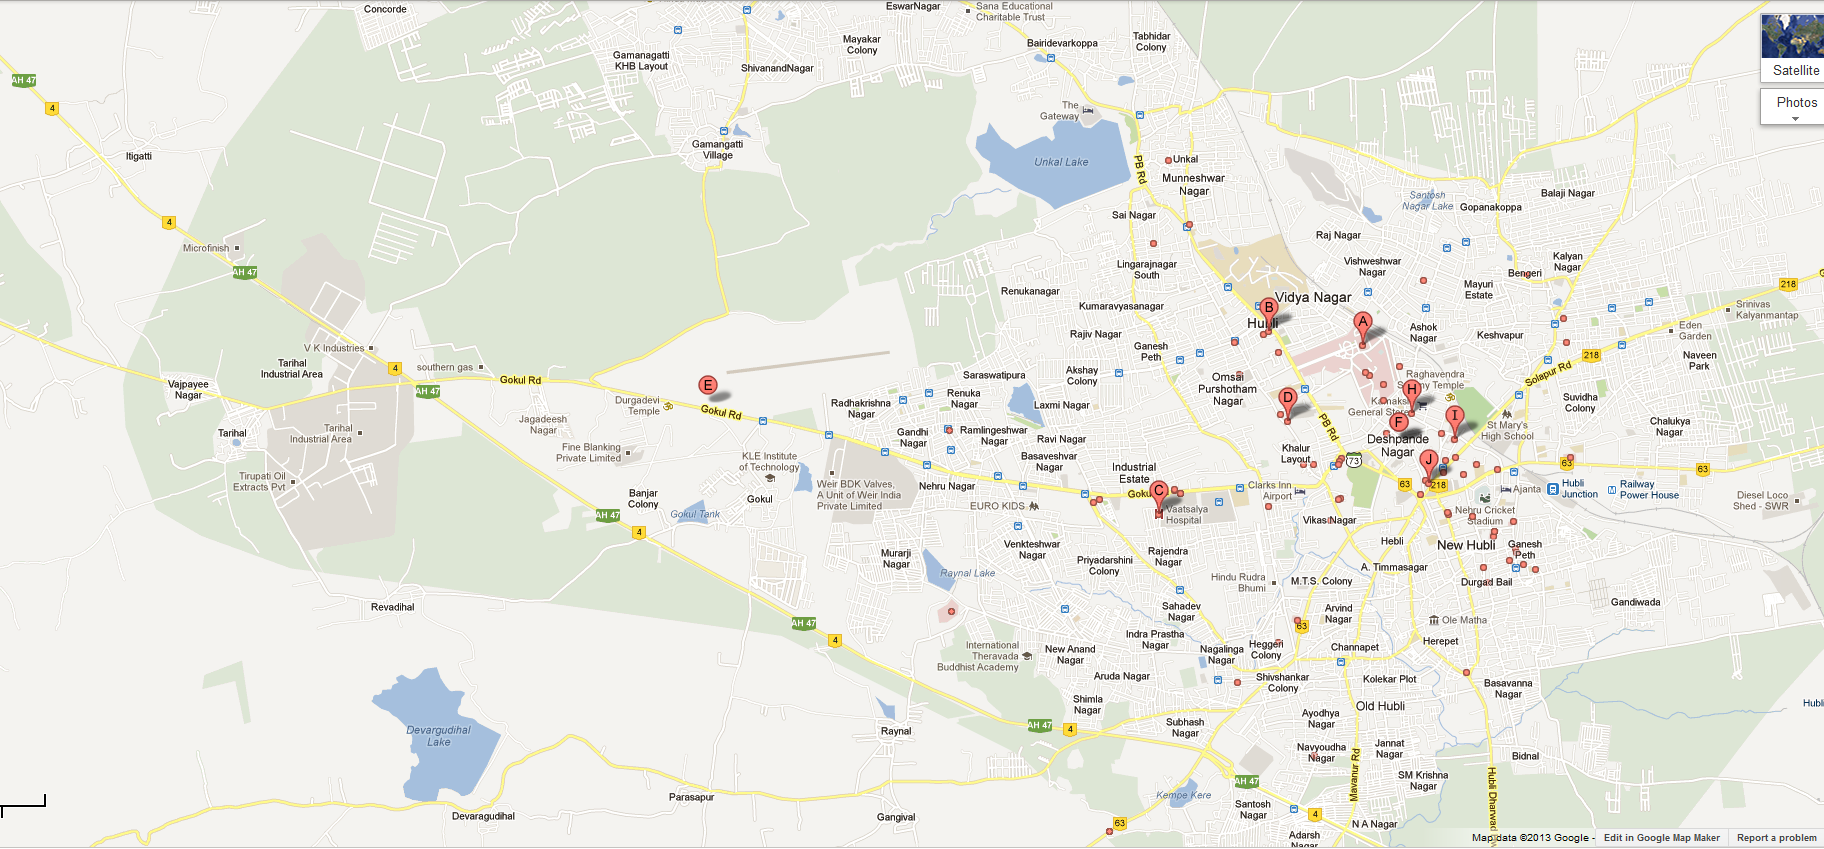 Concorde
EswarNagar
Sana Educational
Charitable Trust
Satellite
Photos
Gamanagatti
KHB Layout
ShivanandNagar
Mayakar
Colony
Bairidevarkoppa
Tabhidar
Colony
AH 47
4
The
Gateway
Itigatti
Gamangatti
Village
Unkal Lake
PB Rd
Unkal
Munneshwar
Nagar
Santosh
Nagar Lake
Gopanakoppa
Balaji Nagar
4
Sai Nagar
Raj Nagar
Microfinish
AH 47
Lingarajnagar
South
Vishweshwar
Nagar
Kalyan
Nagar
Bengeri
Mayuri
Estate
218
Renukanagar
Kumaravyasanagar
Vidya Nagar
B
Hubli
A
Srinivas
Kalyanmantap
Eden
Garden
Rajiv Nagar
Ganesh
Peth
Ashok
Nagar
Keshvapur
V K Industries
Tarihal
Industrial Area
4
southern gas
Gokul Rd
AH 47
Vajpayee
Nagar
E
Durgadevi
Temple
Gokul Rd
Saraswatipura
Akshay
Colony
Omsai
Purshotham
Nagar
218
Naveen
Park
Solapur Rd
Raghavendra
Renuka
Nagar
Radhakrishna
Nagar
Laxmi Nagar
D
H
F
I
J
Suvidha
Colony
St Mary's
High School
Chalukya
Nagar
Jagadeesh
Nagar
Tarihal
Tarihal
Industrial Area
Fine Blanking
Private Limited
Gandhi
Nagar
Ramlingeshwar
Nagar
Ravi Nagar
PB Rd
Deshpande
Nagar
Khalur
Layout
73
KLE Institute
of Technology
Basaveshvar
Nagar
Industrial
Estate
63
63
Tirupati Oil
Extracts Pvt
Weir BDK Valves,
A Unit of Weir India
Private Limited
Nehru Nagar
C
Clarks Inn
Airport
63
218
Ajanta
Hubli
Junction
Railway
Power House
Diesel Loco
Shed - SWR
Banjar
Colony
Gokul
Gokul Tank
EURO KIDS
Vaatsalya
Hospital
Nehru Cricket
Stadium
AH 47
4
Vikas Nagar
Hebli
New Hubli
Ganesh
Peth
Venkteshwar
Nagar
Murarji
Nagar
Rajendra
Nagar
Priyadarshini
Colony
Raynal Lake
A. Timmasagar
Hindu Rudra
Bhumi
M.T.S. Colony
Durgad Bail
Gandiwada
Revadihal
AH 47
4
Sahadev
Nagar
Arvind
Nagar
63
Ole Matha
Indra Prastha
Nagar
Herepet
International
Theravada
Buddhist Academy
New Anand
Nagar
Nagalinga
Nagar
Heggeri
Colony
Channapet
Aruda Nagar
Shivshankar
Colony
Kolekar Plot
Basavanna
Nagar
Shimla
Nagar
Old Hubli
Ayodhya
Nagar
Devargudihal
Lake
Raynal
AH 47
4
Subhash
Nagar
Navyoudha
Nagar
Jannat
Nagar
Bidnal
SM Krishna
Nagar
Mavanur Rd
Hubli Dharwad
Parasapur
AH 47
Kempe Kere
Santosh
Nagar
4
Devaragudihal
Gangival
63
N A Nagar
Adarsh
Nagar
Map data ©2013 Google - Edit in Google Map Maker Report a problem